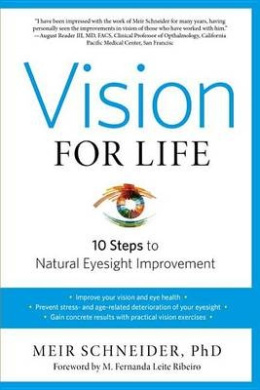 "I have been impressed with the work of Meir Schneider for many years, having
personally seen the improvements in visions of those who have worked with him."
—August Reader III, MD, FACS, Clinical Professor of Opthalmology, California
Pacific Medical Center, San Francisco
Vision
FOR LIFE
10 Steps to
Natural Eyesight Improvement
• Improve your vision and eye health •
• Prevent stress- and age-related deterioration of your eyesight •
• Gain concrete results with practical vision exercises •
MEIR SCHNEIDER, PhD
Foreword by M. Fernanda Leite Ribeiro